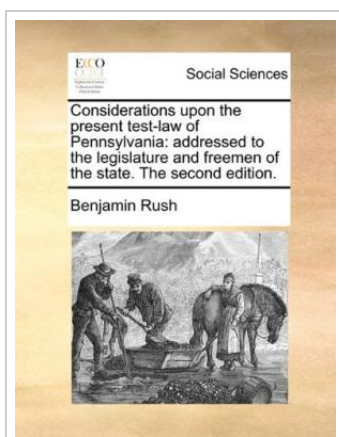 ECCO
Social Sciences
Considerations upon the
present test-law of
Pennsylvania: addressed to
the legislature and freemen of
the state. The second edition.
Benjamin Rush